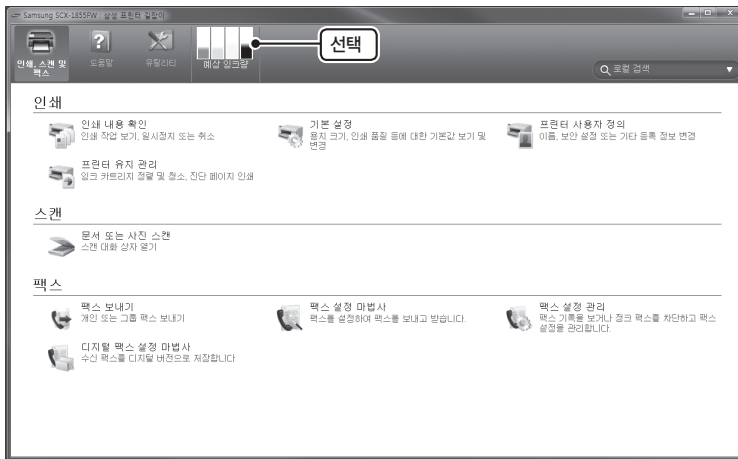 Samsung SCX-1855FW : 삼성 프린터 길잡이
인쇄, 스캔 및
팩스
도움말
유틸리티
예상 잉크량
선택
로컬 검색
인쇄
인쇄 내용 확인
인쇄 작업 보기, 일시정지 또는 취소
기본 설정
용지 크기, 인쇄 품질 등에 대한 기본값 보기 및
변경
프린터 사용자 정의
이름, 보안 설정 또는 기타 등록 정보 변경
프린터 유지 관리
잉크 카트리지 정렬 및 청소, 진단 페이지 인쇄
스캔
문서 또는 사진 스캔
스캔 대화 상자 열기
팩스
팩스 보내기
개인 또는 그룹 팩스 보내기
팩스 설정 마법사
팩스를 설정하여 팩스를 보내고 받습니다.
팩스 설정 관리
팩스 기록을 보거나 정크 팩스를 차단하고 팩스
설정을 관리합니다.
디지털 팩스 설정 마법사
수신 팩스를 디지털 버전으로 저장합니다